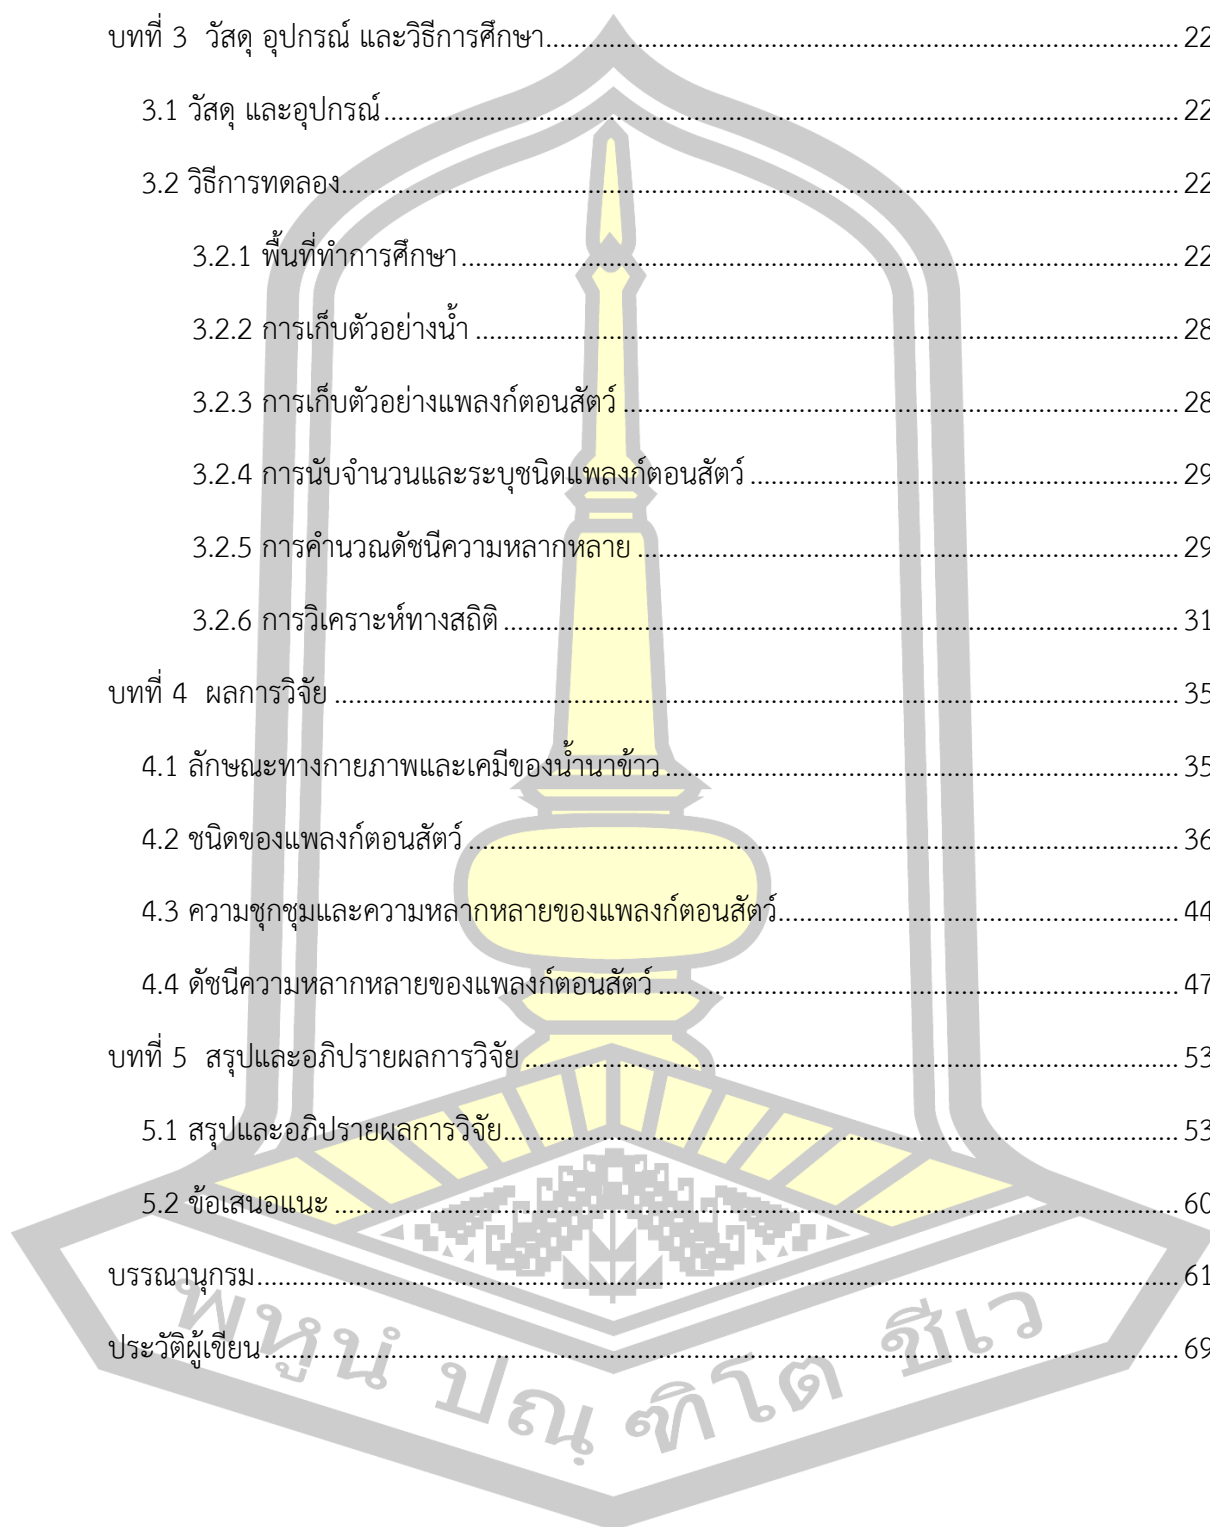 บทที่ 3 วัสดุ อุปกรณ์ และวิธีการศึกษา 22
3.1 วัสดุ และอุปกรณ์ 22
3.2 วิธีการทดลอง 22
3.2.1 พื้นที่ทำการศึกษา 22
3.2.2 การเก็บตัวอย่างน้ำ 28
3.2.3 การเก็บตัวอย่างแพลงก์ตอนสัตว์ 28
3.2.4 การนับจำนวนและระบุชนิดแพลงก์ตอนสัตว์ 29
3.2.5 การคำนวณดัชนีความหลากหลาย 29
3.2.6 การวิเคราะห์ทางสถิติ 31
บทที่ 4 ผลการวิจัย 35
4.1 ลักษณะทางกายภาพและเคมีของน้ำนาข้าว 35
4.2 ชนิดของแพลงก์ตอนสัตว์ 36
4.3 ความชุกชุมและความหลากหลายของแพลงก์ตอนสัตว์ 44
4.4 ดัชนีความหลากหลายของแพลงก์ตอนสัตว์ 47
บทที่ 5 สรุปและอภิปรายผลการวิจัย 53
5.1 สรุปและอภิปรายผลการวิจัย 53
5.2 ข้อเสนอแนะ 60
บรรณานุกรม 61
ประวัติผู้เขียน 69
พหูนํ ปณฺฑิโต ชีเว